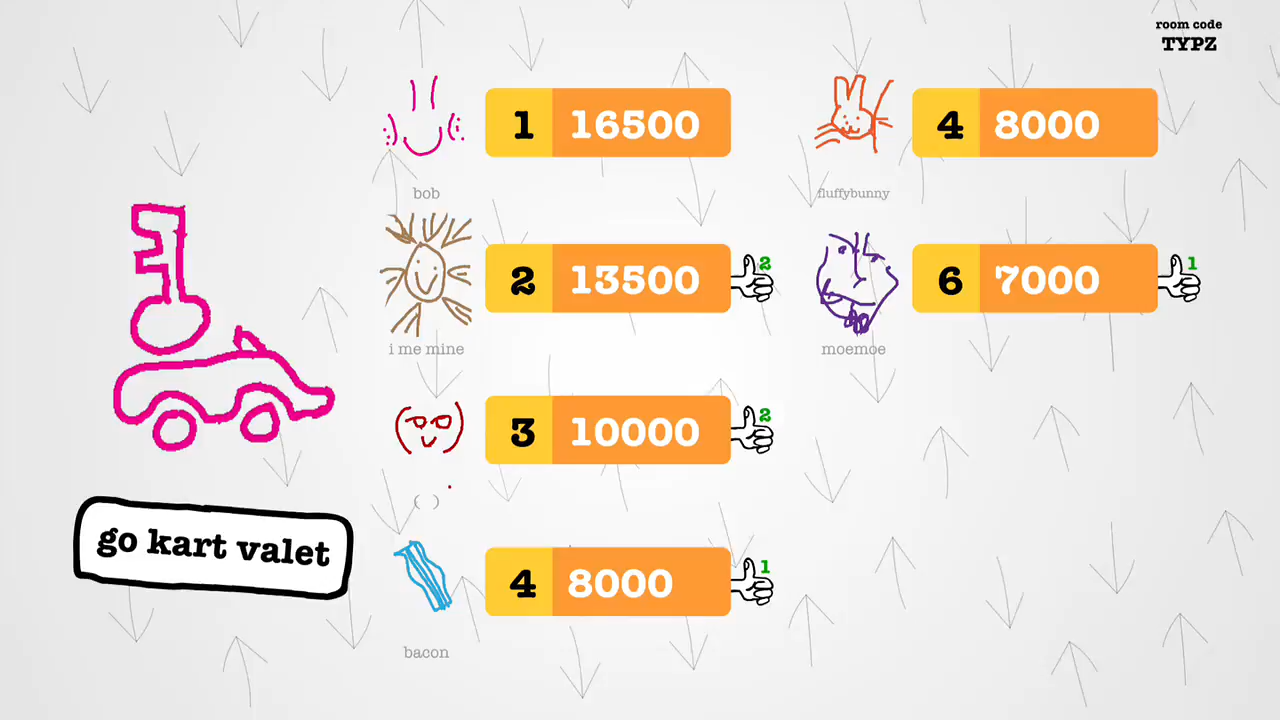 room code
TYPZ
1 16500
bob
2 13500
2
i me mine
3 10000
2
( )
4 8000
1
bacon
4 8000
fluffybunny
6 7000
1
moemoe
go kart valet